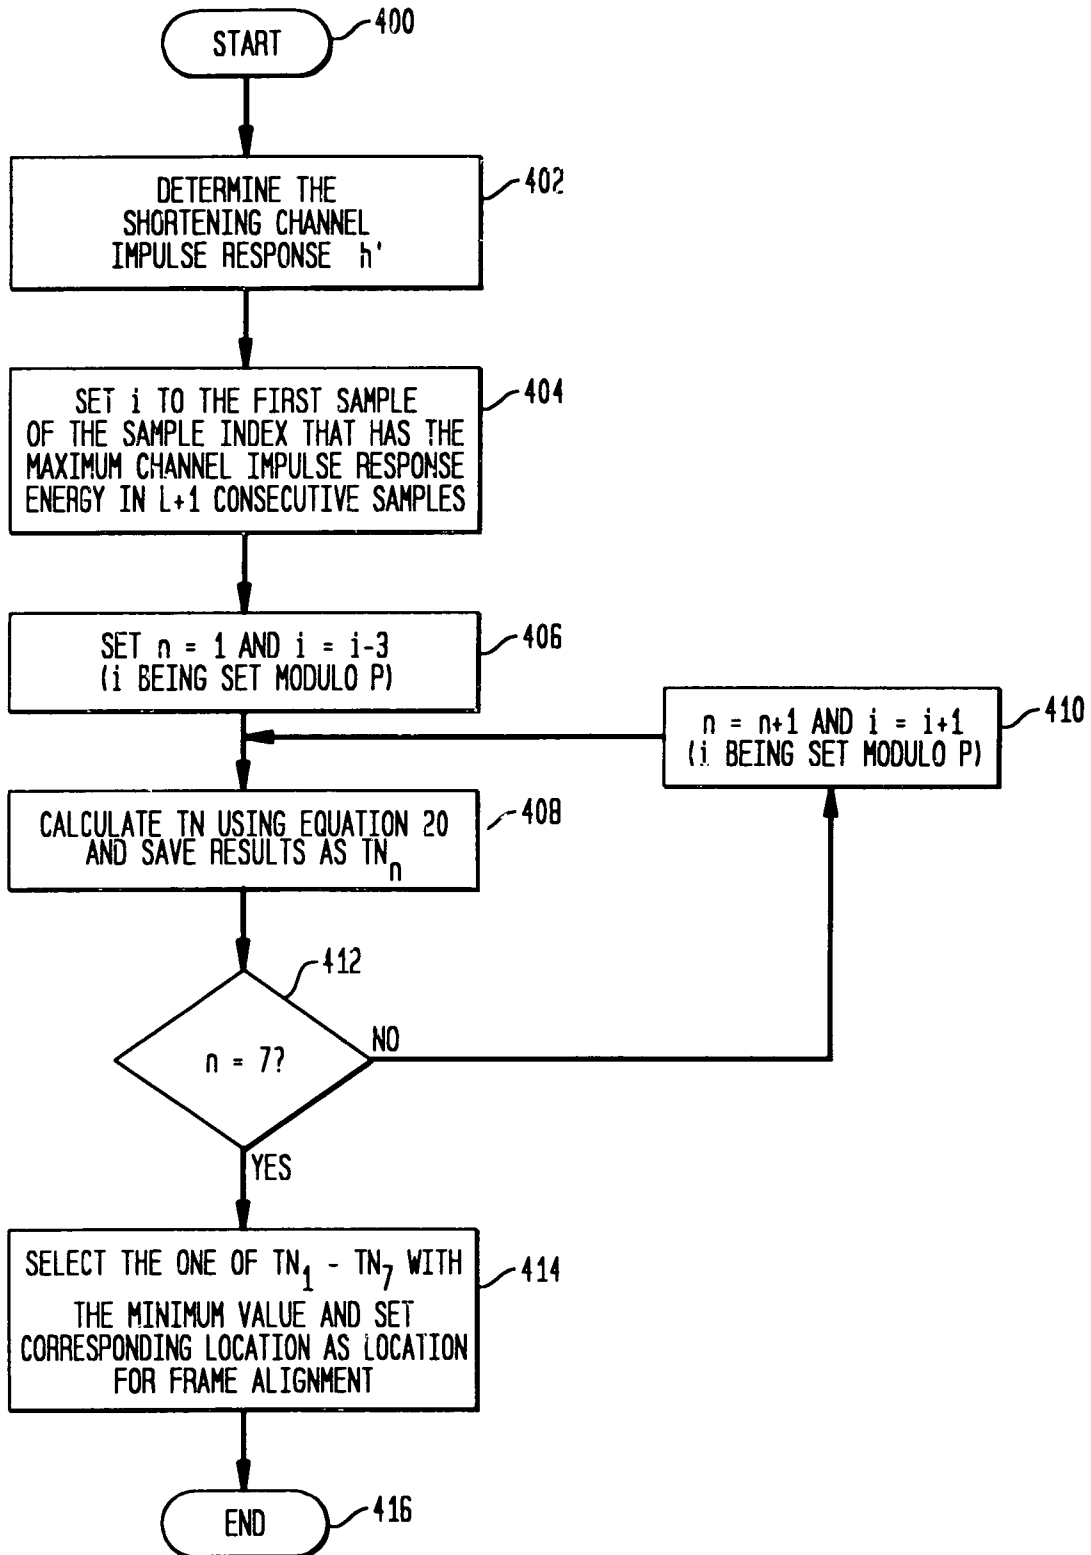 START
400
DETERMINE THE
SHORTENING CHANNEL
IMPULSE RESPONSE h'
402
SET i TO THE FIRST SAMPLE
OF THE SAMPLE INDEX THAT HAS THE
MAXIMUM CHANNEL IMPULSE RESPONSE
ENERGY IN L+1 CONSECUTIVE SAMPLES
404
SET n = 1 AND i = i-3
(i BEING SET MODULO P)
406
n = n+1 AND i = i+1
(i BEING SET MODULO P)
410
CALCULATE TN USING EQUATION 20
AND SAVE RESULTS AS TNn
408
412
n = 7?
NO
YES
SELECT THE ONE OF TN1 - TN7 WITH
THE MINIMUM VALUE AND SET
CORRESPONDING LOCATION AS LOCATION
FOR FRAME ALIGNMENT
414
END
416